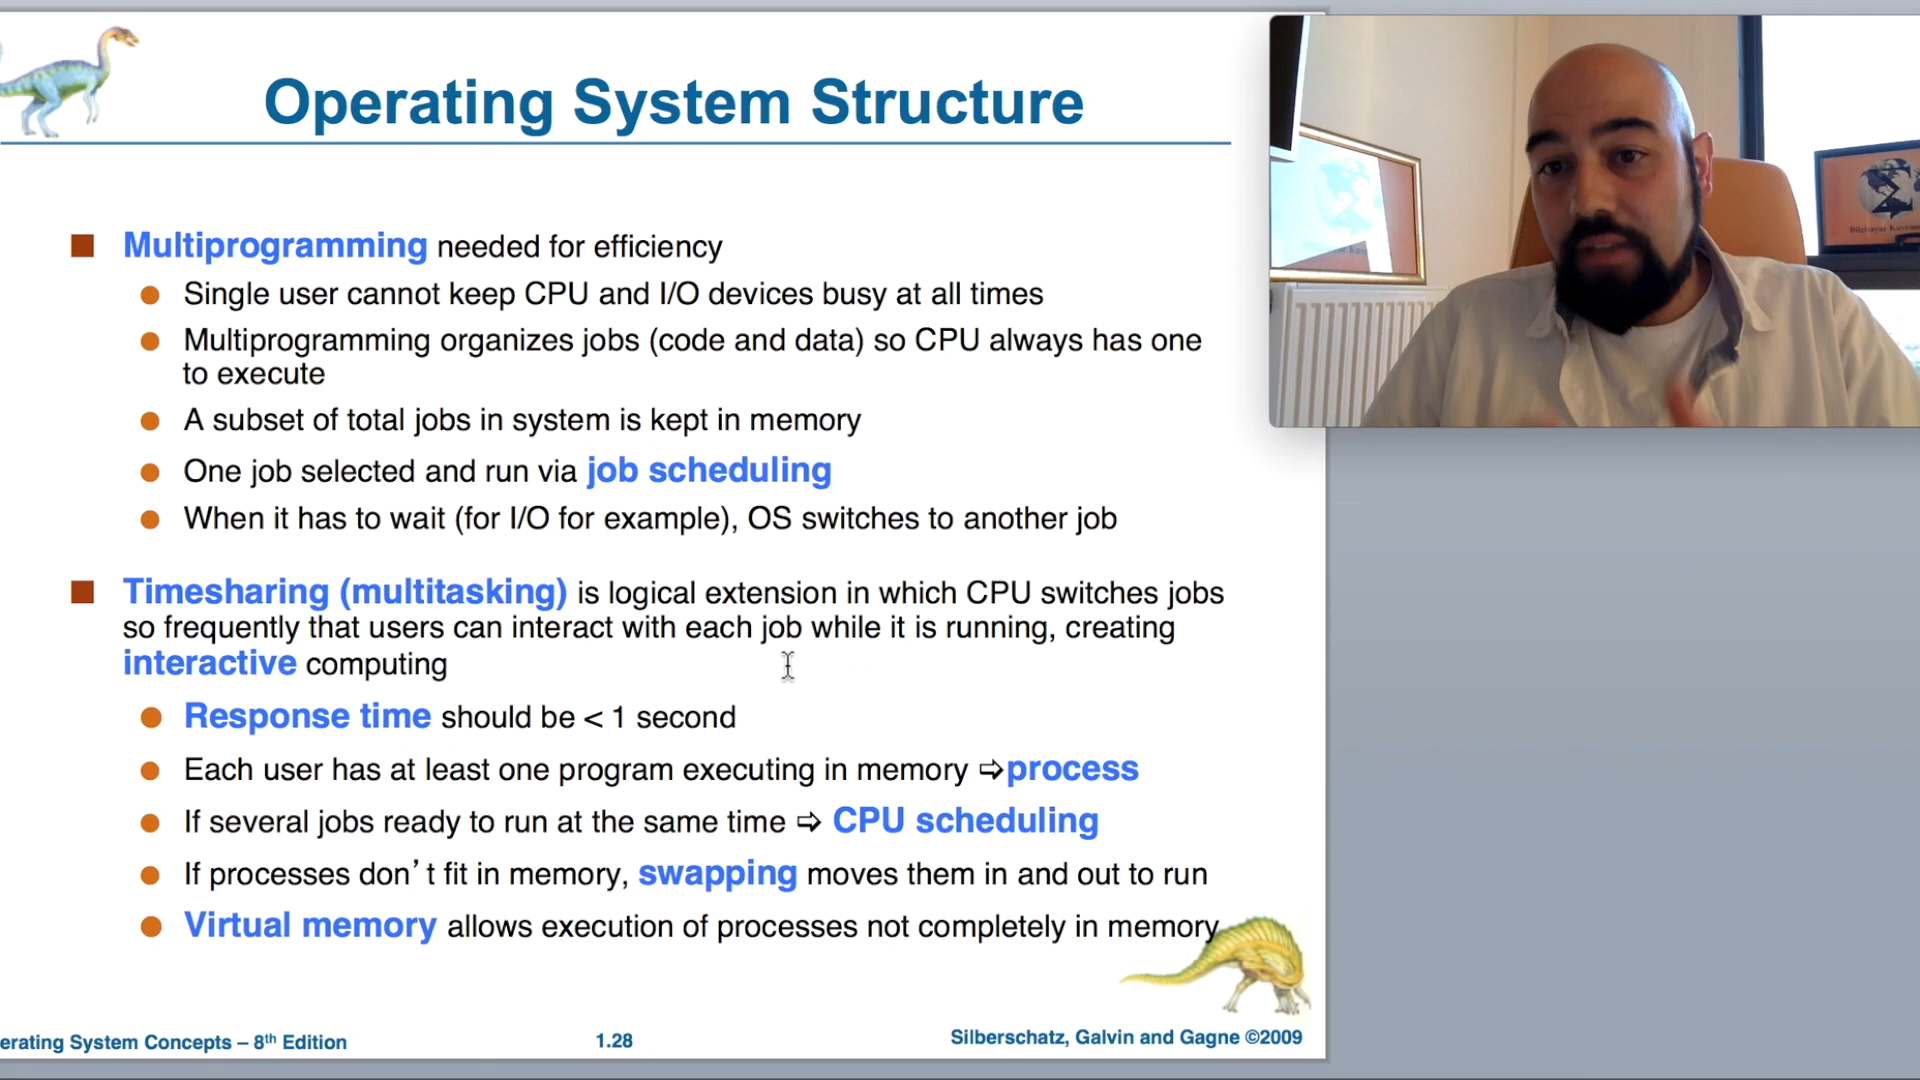 Operating System Structure
Multiprogramming needed for efficiency
Single user cannot keep CPU and I/O devices busy at all times
Multiprogramming organizes jobs (code and data) so CPU always has one
to execute
A subset of total jobs in system is kept in memory
One job selected and run via job scheduling
When it has to wait (for I/O for example), OS switches to another job
Timesharing (multitasking) is logical extension in which CPU switches jobs
so frequently that users can interact with each job while it is running, creating
interactive computing
Response time should be < 1 second
Each user has at least one program executing in memory ⇨process
If several jobs ready to run at the same time ⇨ CPU scheduling
If processes don’t fit in memory, swapping moves them in and out to run
Virtual memory allows execution of processes not completely in memory
erating System Concepts – 8th Edition
1.28
Silberschatz, Galvin and Gagne ©2009